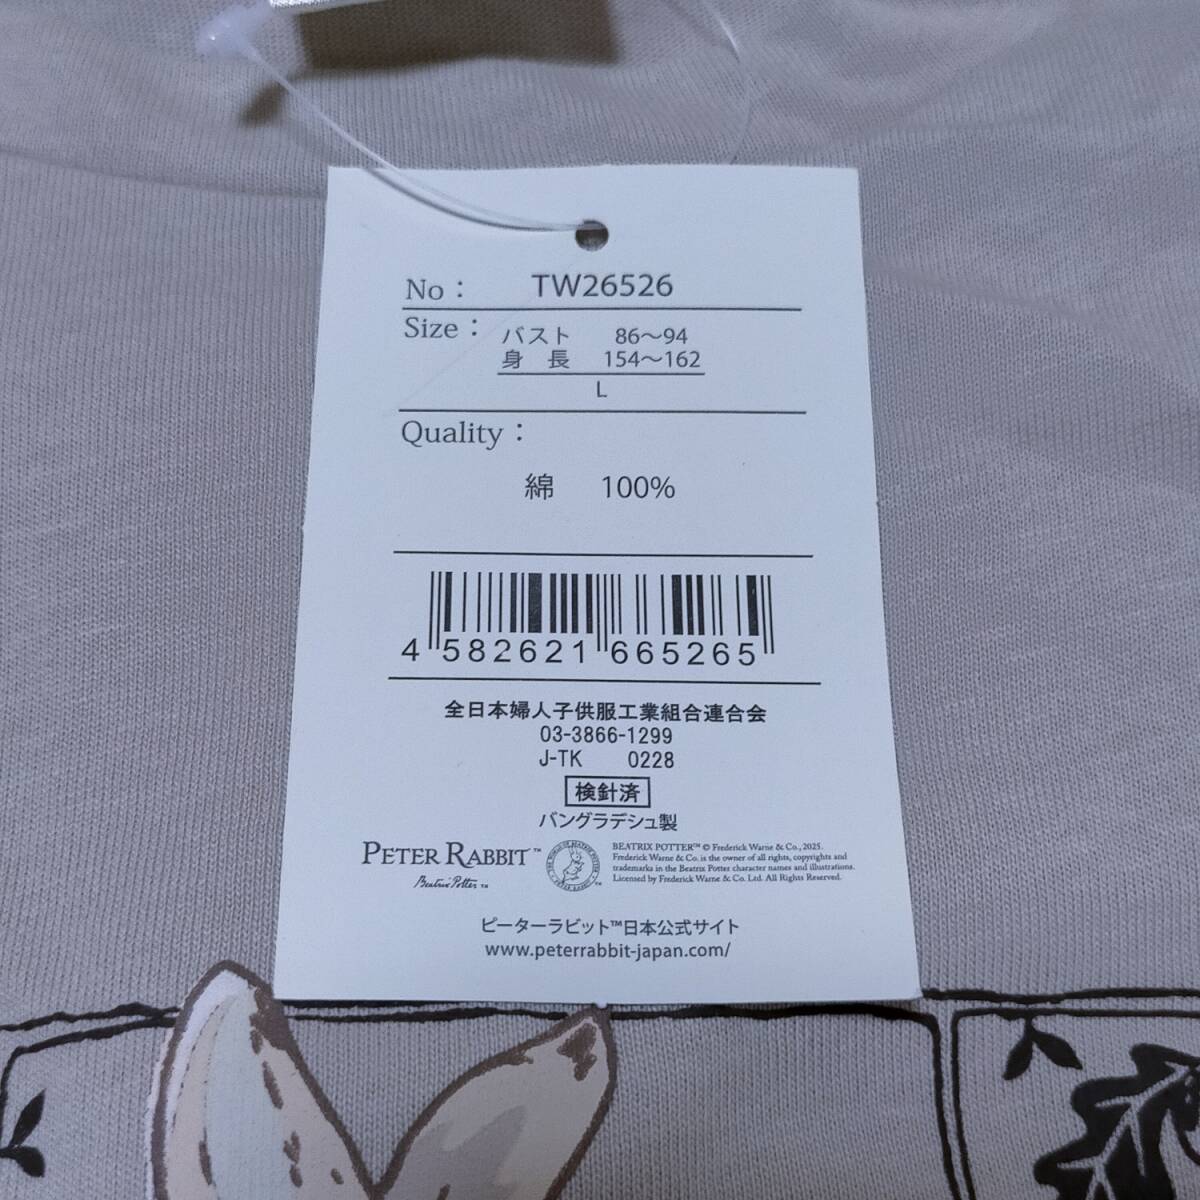 No : TW26526
Size : バスト 86～94
身 長 154～162
L
Quality :
綿 100%
4 582621 665265
全日本婦人子供服工業組合連合会
03-3866-1299
J-TK 0228
検針済
バングラデシュ製
PETER RABBIT™
Beatrix Potter™
BEATRIX POTTER™ © Frederick Warne & Co., 2025.
Frederick Warne & Co. is the owner of all rights, copyrights and
trademarks in the Beatrix Potter character names and illustrations.
Licensed by Frederick Warne & Co. Ltd. All Rights Reserved.
ピーターラビット™日本公式サイト
www.peterrabbit-japan.com/